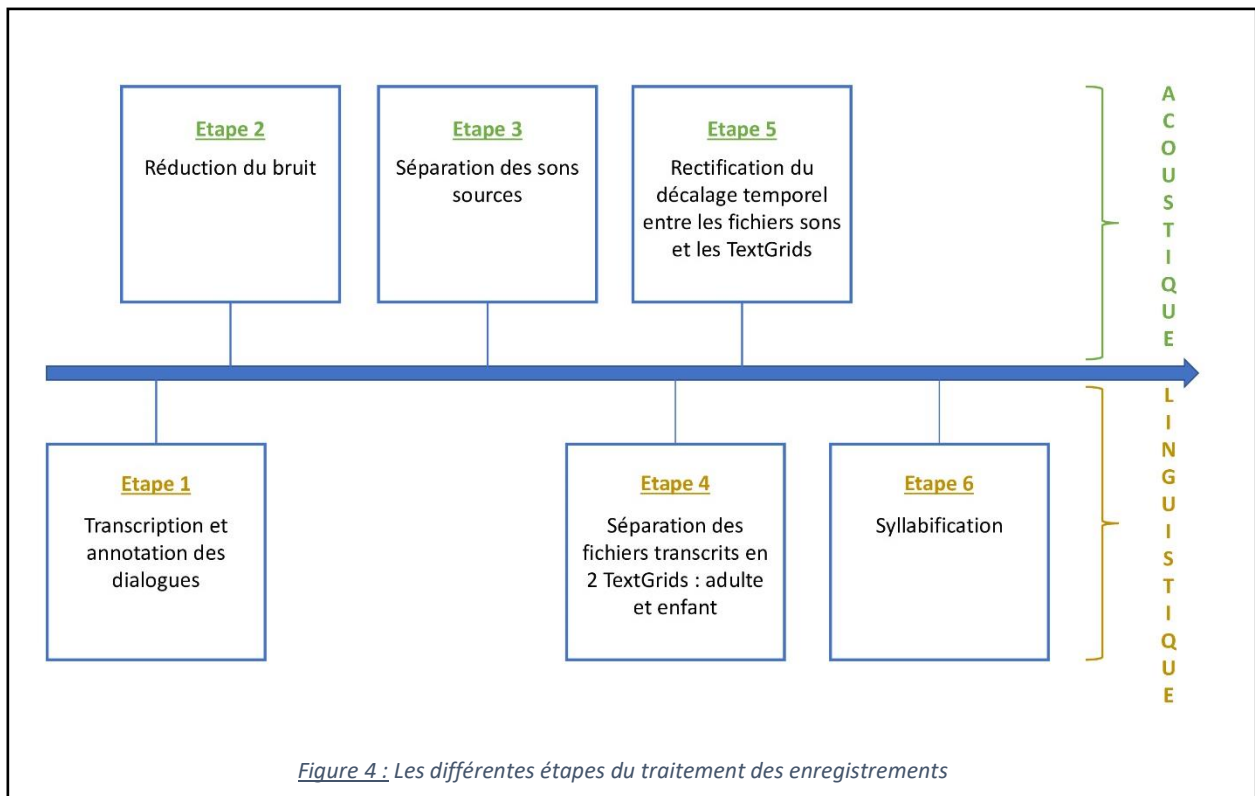 Etape 2
Réduction du bruit
Etape 3
Séparation des sons
sources
Etape 5
Rectification du
décalage temporel
entre les fichiers sons
et les TextGrids
ACOUSTIQUE
Etape 1
Transcription et
annotation des
dialogues
Etape 4
Séparation des
fichiers transcrits en
2 TextGrids : adulte
et enfant
Etape 6
Syllabification
LINGUISTIQUE
Figure 4 : Les différentes étapes du traitement des enregistrements